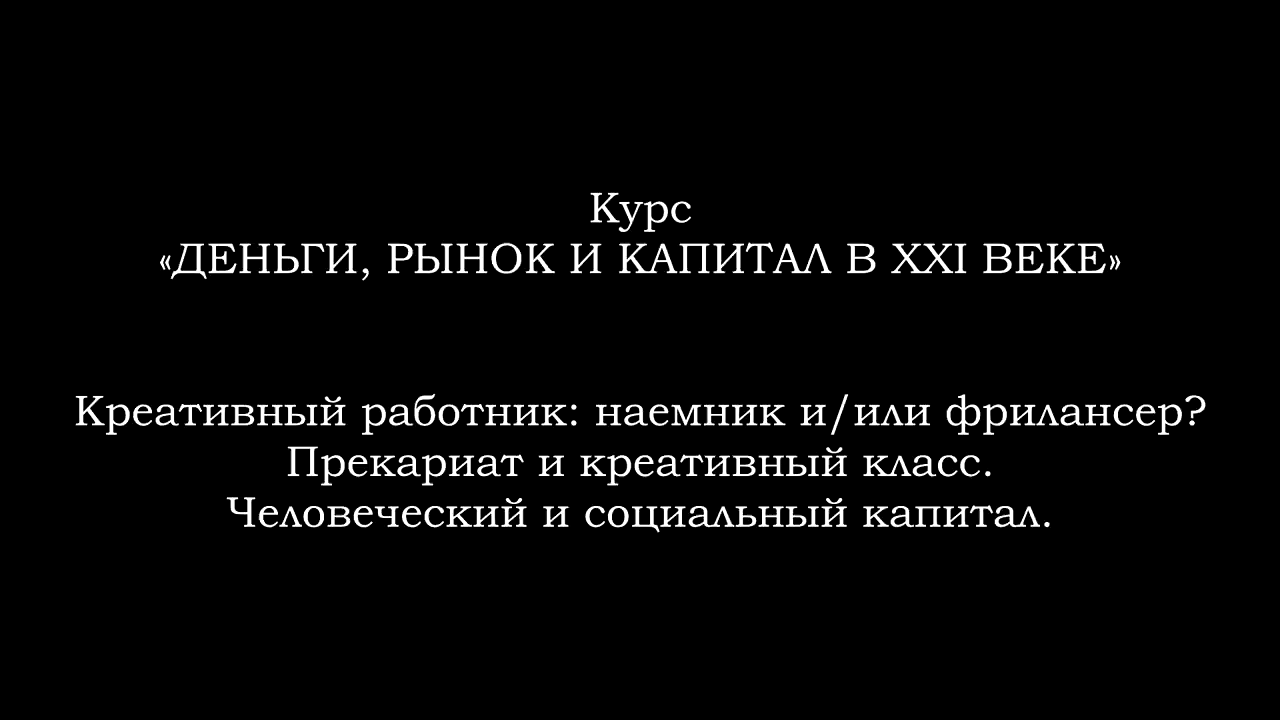 Курс
«ДЕНЬГИ, РЫНОК И КАПИТАЛ В XXI ВЕКЕ»
Креативный работник: наемник и/или фрилансер?
Прекариат и креативный класс.
Человеческий и социальный капитал.